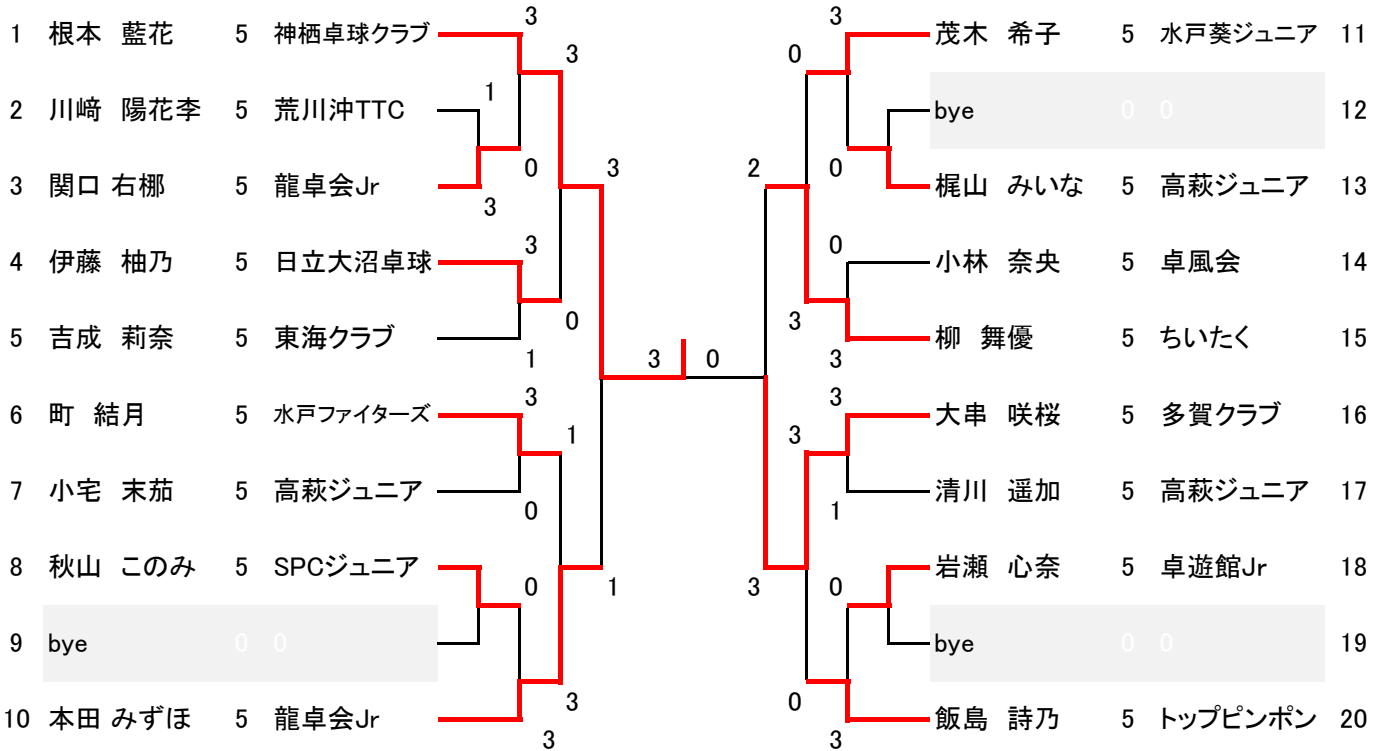 3 3
1 根本 藍花 5 神栖卓球クラブ 茂木 希子 5 水戸葵ジュニア 11
3 0
1
2 川﨑 陽花李 5 荒川沖TTC bye 0 0 12
0 3 2 0
3 関口 右梛 5 龍卓会Jr 梶山 みいな 5 高萩ジュニア 13
3
3 0
4 伊藤 柚乃 5 日立大沼卓球 小林 奈央 5 卓風会 14
0 3
5 吉成 莉奈 5 東海クラブ 柳 舞優 5 ちいたく 15
1 3 0 3
3 3
6 町 結月 5 水戸ファイターズ 大串 咲桜 5 多賀クラブ 16
1 3
7 小宅 末茄 5 高萩ジュニア 清川 遥加 5 高萩ジュニア 17
0 1
8 秋山 このみ 5 SPCジュニア 岩瀬 心奈 5 卓遊館Jr 18
0 1 3 0
9 bye 0 0 bye 0 0 19
3 0
10 本田 みずほ 5 龍卓会Jr 飯島 詩乃 5 トップピンポン 20
3 3